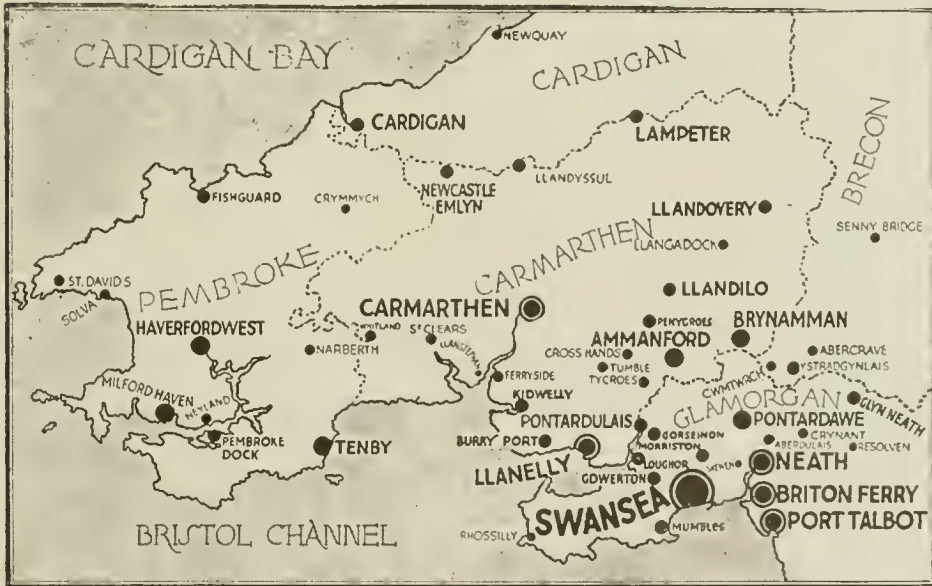 NEWQUAY
CARDIGAN BAY
CARDIGAN
CARDIGAN
LAMPETER
BRECON
LLANDYSSUL
NEWCASTLE
EMLYN
FISHGUARD
CRYMMYCH
LLANDOVERY
SENNY BRIDGE
LLANGADOCK
CARMARTHEN
PEMBROKE
ST. DAVIDS
SOLVA
LLANDILO
CARMARTHEN
HAVERFORDWEST
WHITLAND
ST CLEARS
PENYGROES
BRYNAMMAN
NARBERTH
LLANSTEPHAN
CROSS HANDS
AMMANFORD
ABERCRAVE
TUMBLE
YSTRADGYNLAIS
TYCROES
CWMTWRCH
FERRYSIDE
MILFORD HAVEN
NEYLAND
KIDWELLY
GLAMORGAN
GLYN NEATH
PONTARDULAIS
PONTARDAWE
PEMBROKE
DOCK
TENBY
BURRY PORT
GORSEINON
CRYNANT
MORRISTON
ABERDULAIS
RESOLVEN
LLANELLY
LOUGHOR
SKEWEN
NEATH
GOWERTON
SWANSEA
BRITON FERRY
BRISTOL CHANNEL
RHOSSILLY
MUMBLES
PORT TALBOT